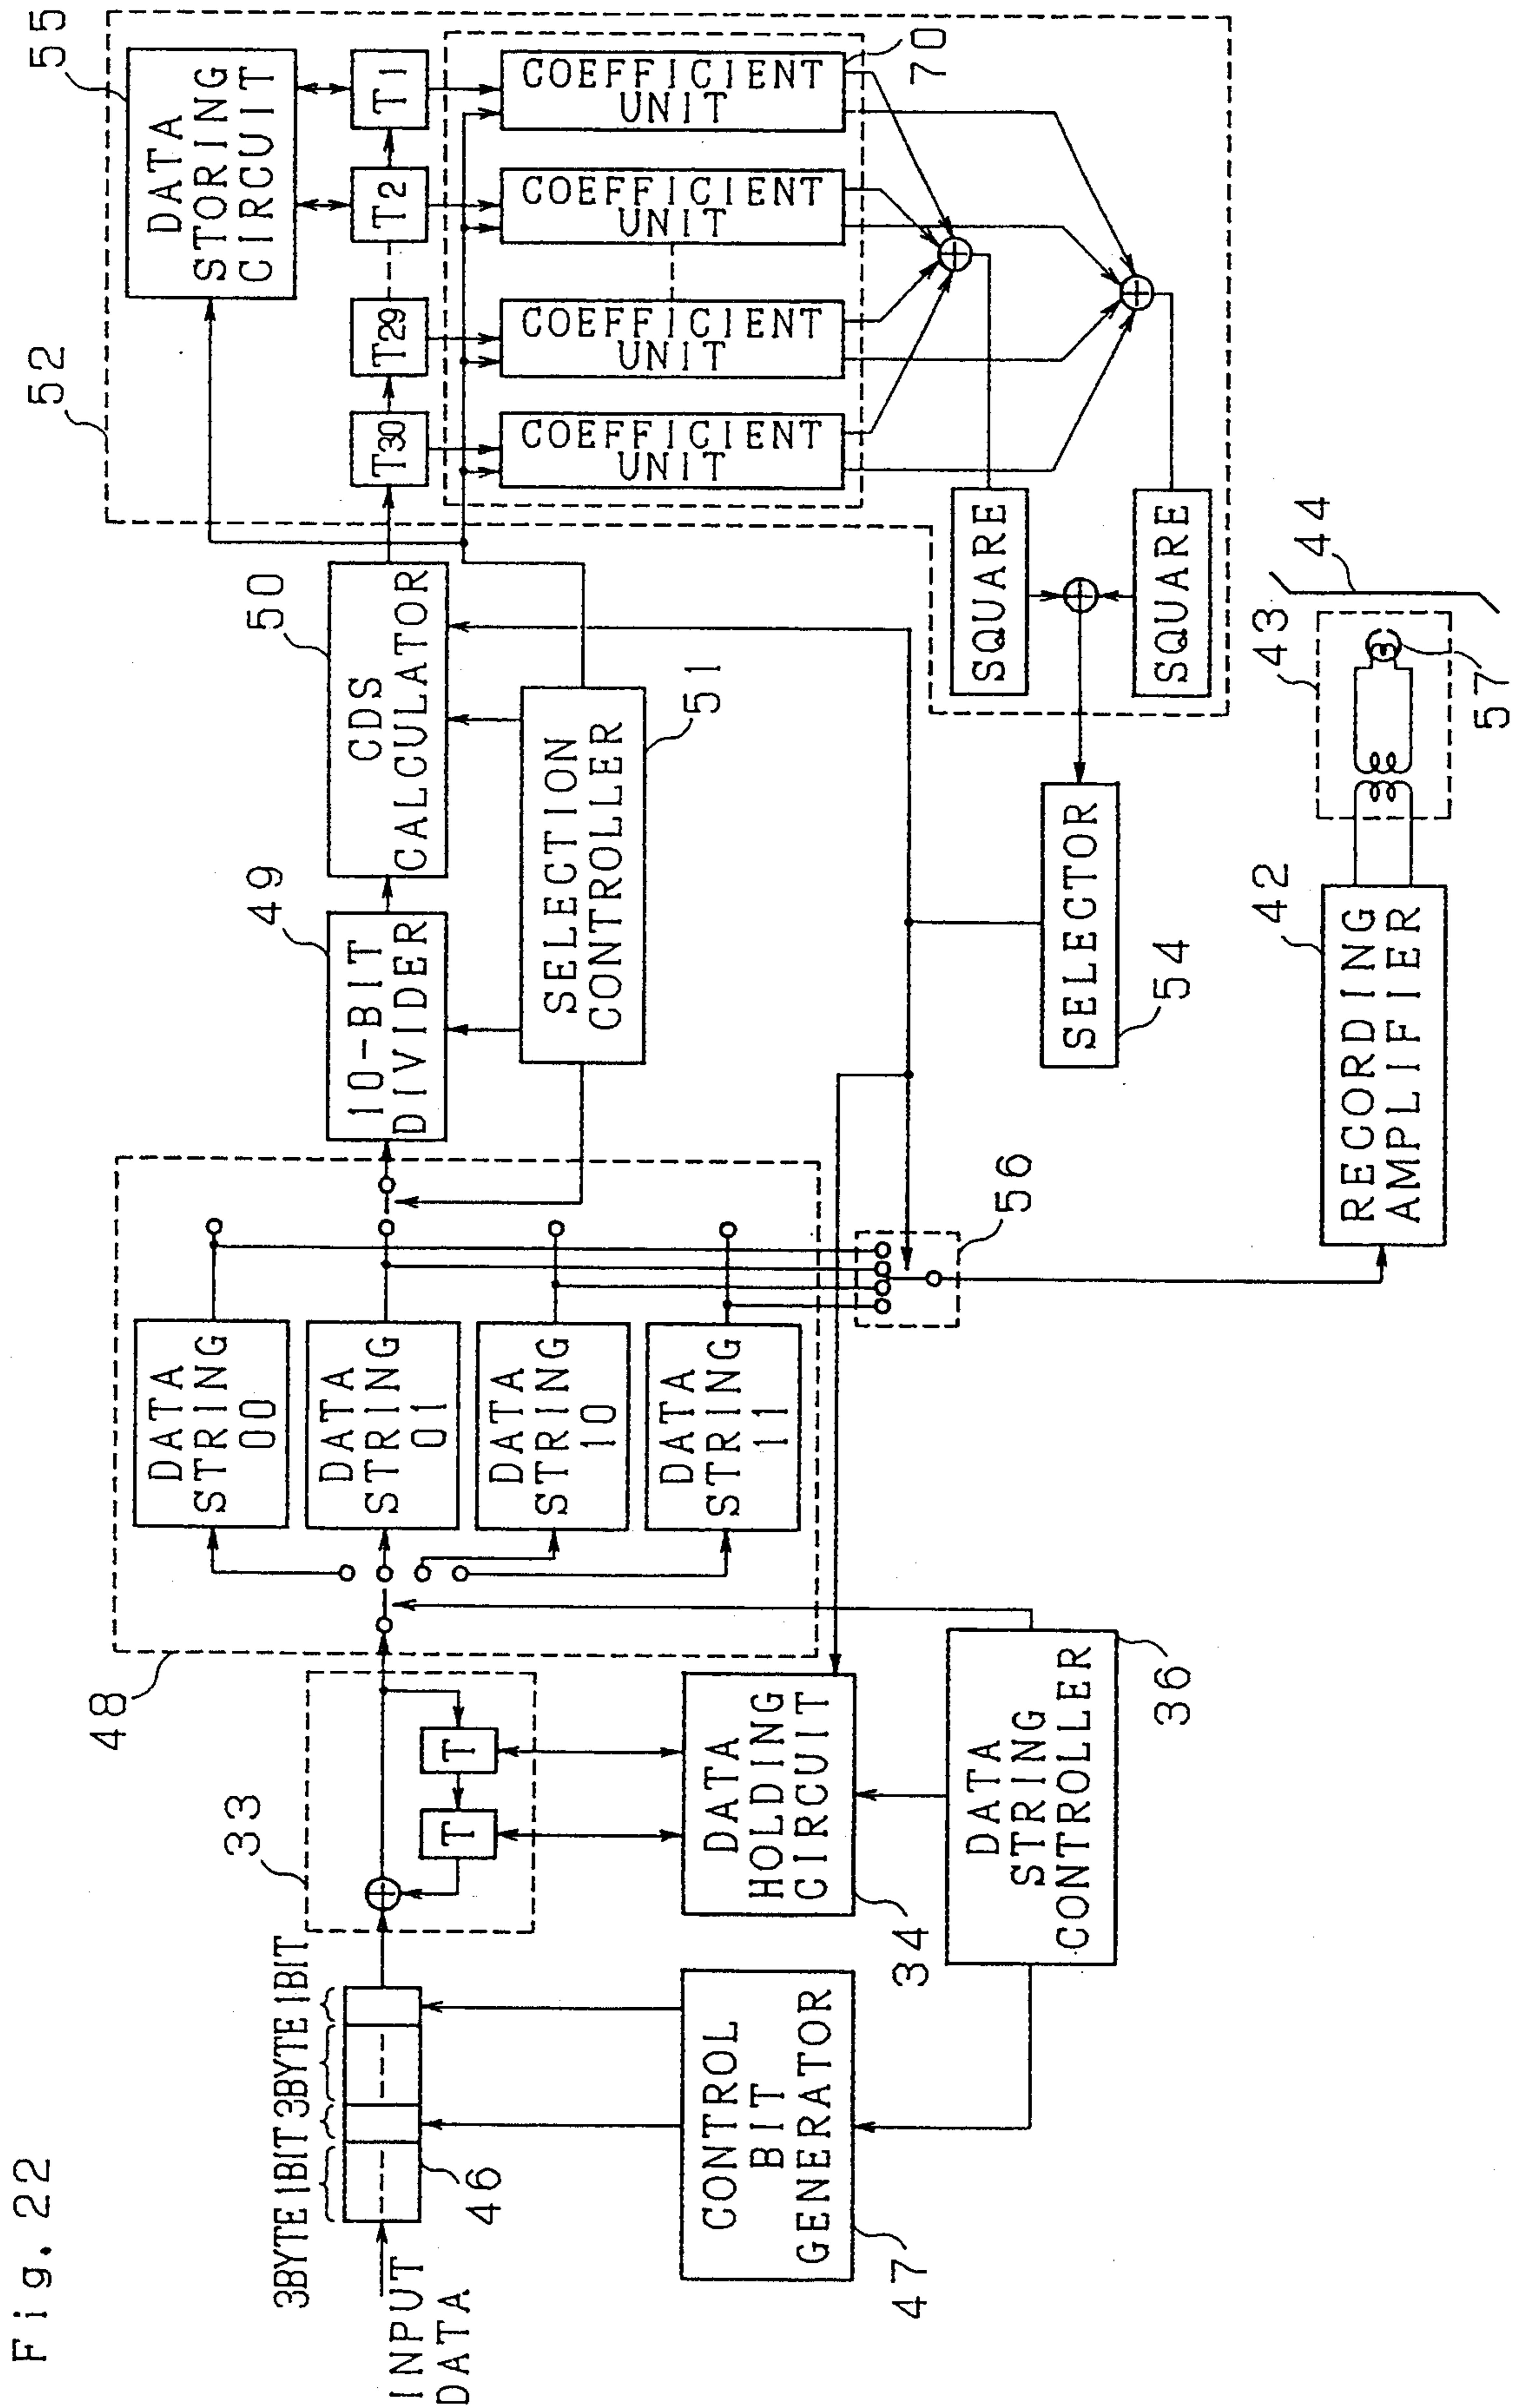 Fig. 22
INPUT
DATA
3BYTE 1BIT 3BYTE 1BIT
46
CONTROL
BIT
GENERATOR
47
33
T
T
DATA
HOLDING
CIRCUIT
34
DATA
STRING
CONTROLLER
36
48
DATA
STRING
00
DATA
STRING
01
DATA
STRING
10
DATA
STRING
11
56
49
10-BIT
DIVIDER
50
CDS
CALCULATOR
SELECTION
CONTROLLER
51
SELECTOR
54
52
DATA
STORING
CIRCUIT
55
T30
T29
T2
T1
COEFFICIENT
UNIT
COEFFICIENT
UNIT
COEFFICIENT
UNIT
COEFFICIENT
UNIT
70
SQUARE
SQUARE
RECORDING
AMPLIFIER
42
43
57
44